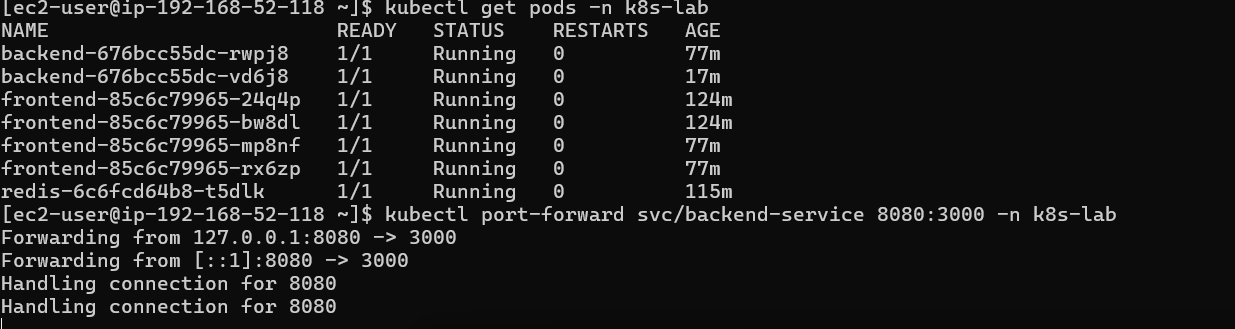 [ec2-user@ip-192-168-52-118 ~]$ kubectl get pods -n k8s-lab
NAME READY STATUS RESTARTS AGE
backend-676bcc55dc-rwpj8 1/1 Running 0 77m
backend-676bcc55dc-vd6j8 1/1 Running 0 17m
frontend-85c6c79965-24q4p 1/1 Running 0 124m
frontend-85c6c79965-bw8dl 1/1 Running 0 124m
frontend-85c6c79965-mp8nf 1/1 Running 0 77m
frontend-85c6c79965-rx6zp 1/1 Running 0 77m
redis-6c6fcd64b8-t5dlk 1/1 Running 0 115m
[ec2-user@ip-192-168-52-118 ~]$ kubectl port-forward svc/backend-service 8080:3000 -n k8s-lab
Forwarding from 127.0.0.1:8080 -> 3000
Forwarding from [::1]:8080 -> 3000
Handling connection for 8080
Handling connection for 8080